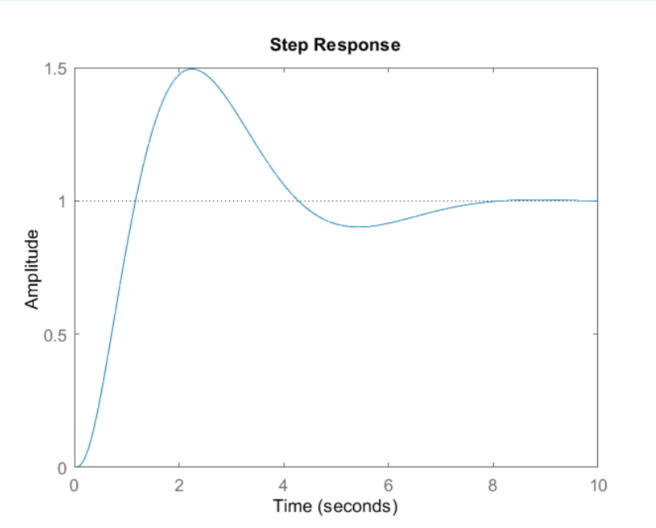 Step Response
1.5
1
0.5
0
Amplitude
0 2 4 6 8 10
Time (seconds)